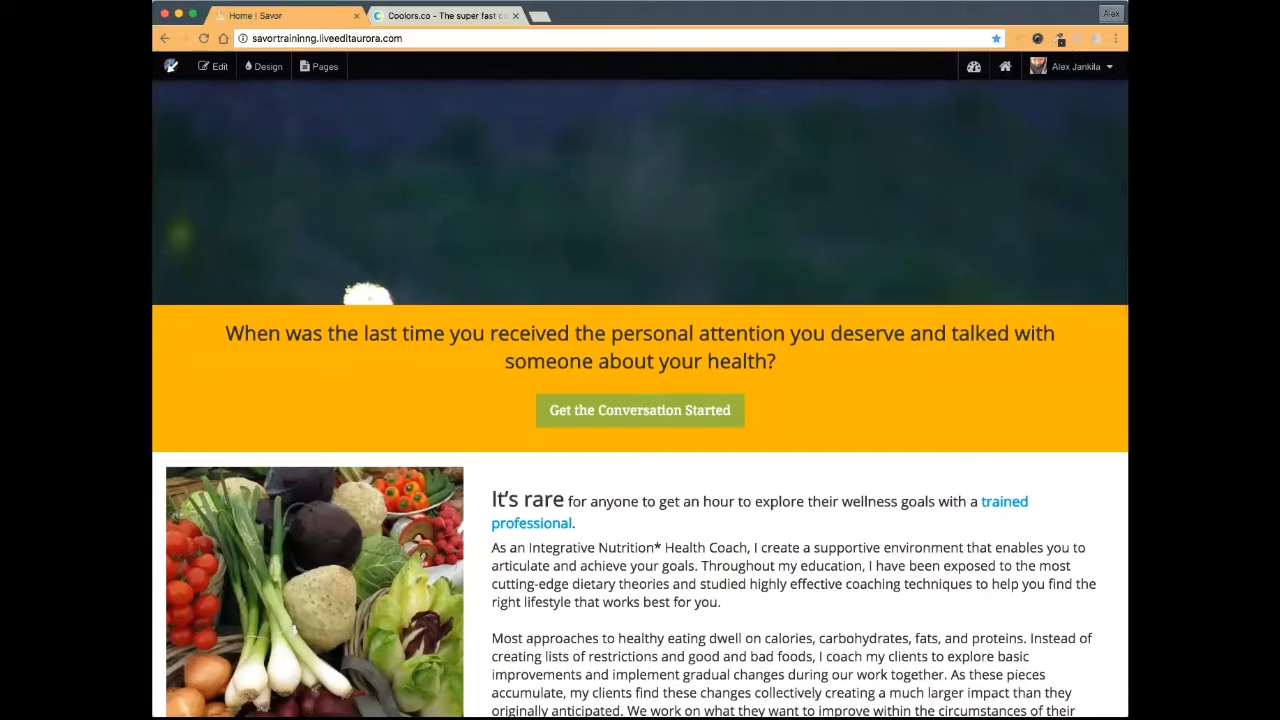 Home | Savor
Coolors.co - The super fast co
Alex
savortraininng.liveeditaurora.com
Edit
Design
Pages
Alex Jankila
When was the last time you received the personal attention you deserve and talked with
someone about your health?
Get the Conversation Started
It's rare for anyone to get an hour to explore their wellness goals with a trained
professional.
As an Integrative Nutrition* Health Coach, I create a supportive environment that enables you to
articulate and achieve your goals. Throughout my education, I have been exposed to the most
cutting-edge dietary theories and studied highly effective coaching techniques to help you find the
right lifestyle that works best for you.
Most approaches to healthy eating dwell on calories, carbohydrates, fats, and proteins. Instead of
creating lists of restrictions and good and bad foods, I coach my clients to explore basic
improvements and implement gradual changes during our work together. As these pieces
accumulate, my clients find these changes collectively creating a much larger impact than they
originally anticipated. We work on what they want to improve within the circumstances of their